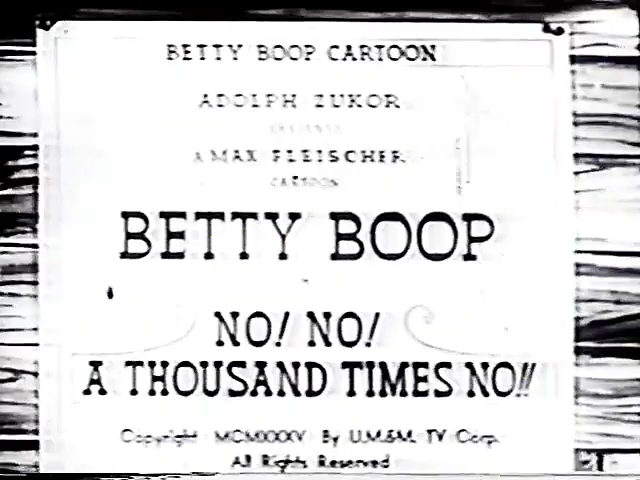 BETTY BOOP CARTOON
ADOLPH ZUKOR
PRESENTS
A MAX FLEISCHER
CARTOON
BETTY BOOP
NO! NO!
A THOUSAND TIMES NO!!
Copyright MCMXXXV By U.M.&M. TV Corp.
All Rights Reserved